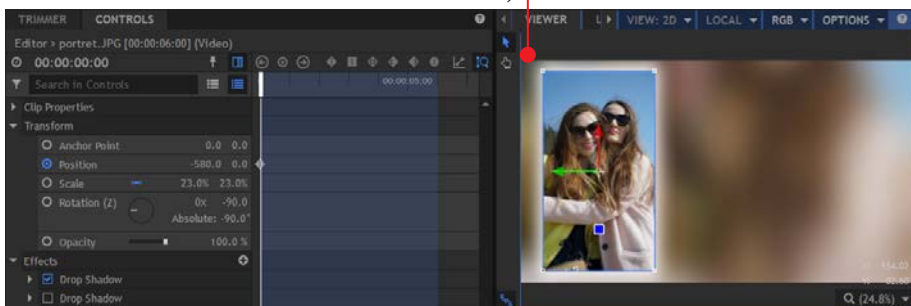 TRIMMER CONTROLS
Editor > portret.JPG [00:00:06:00] (Video)
00:00:00:00
Search in Controls
00:00:05:00
Clip Properties
Transform
Anchor Point 0.0 0.0
Position -580.0 0.0
Scale 23.0% 23.0%
Rotation (Z) 0x -90.0
Absolute: -90.0°
Opacity 100.0 %
Effects
Drop Shadow
Drop Shadow
VIEWER L VIEW: 2D LOCAL RGB OPTIONS
(24.8%)